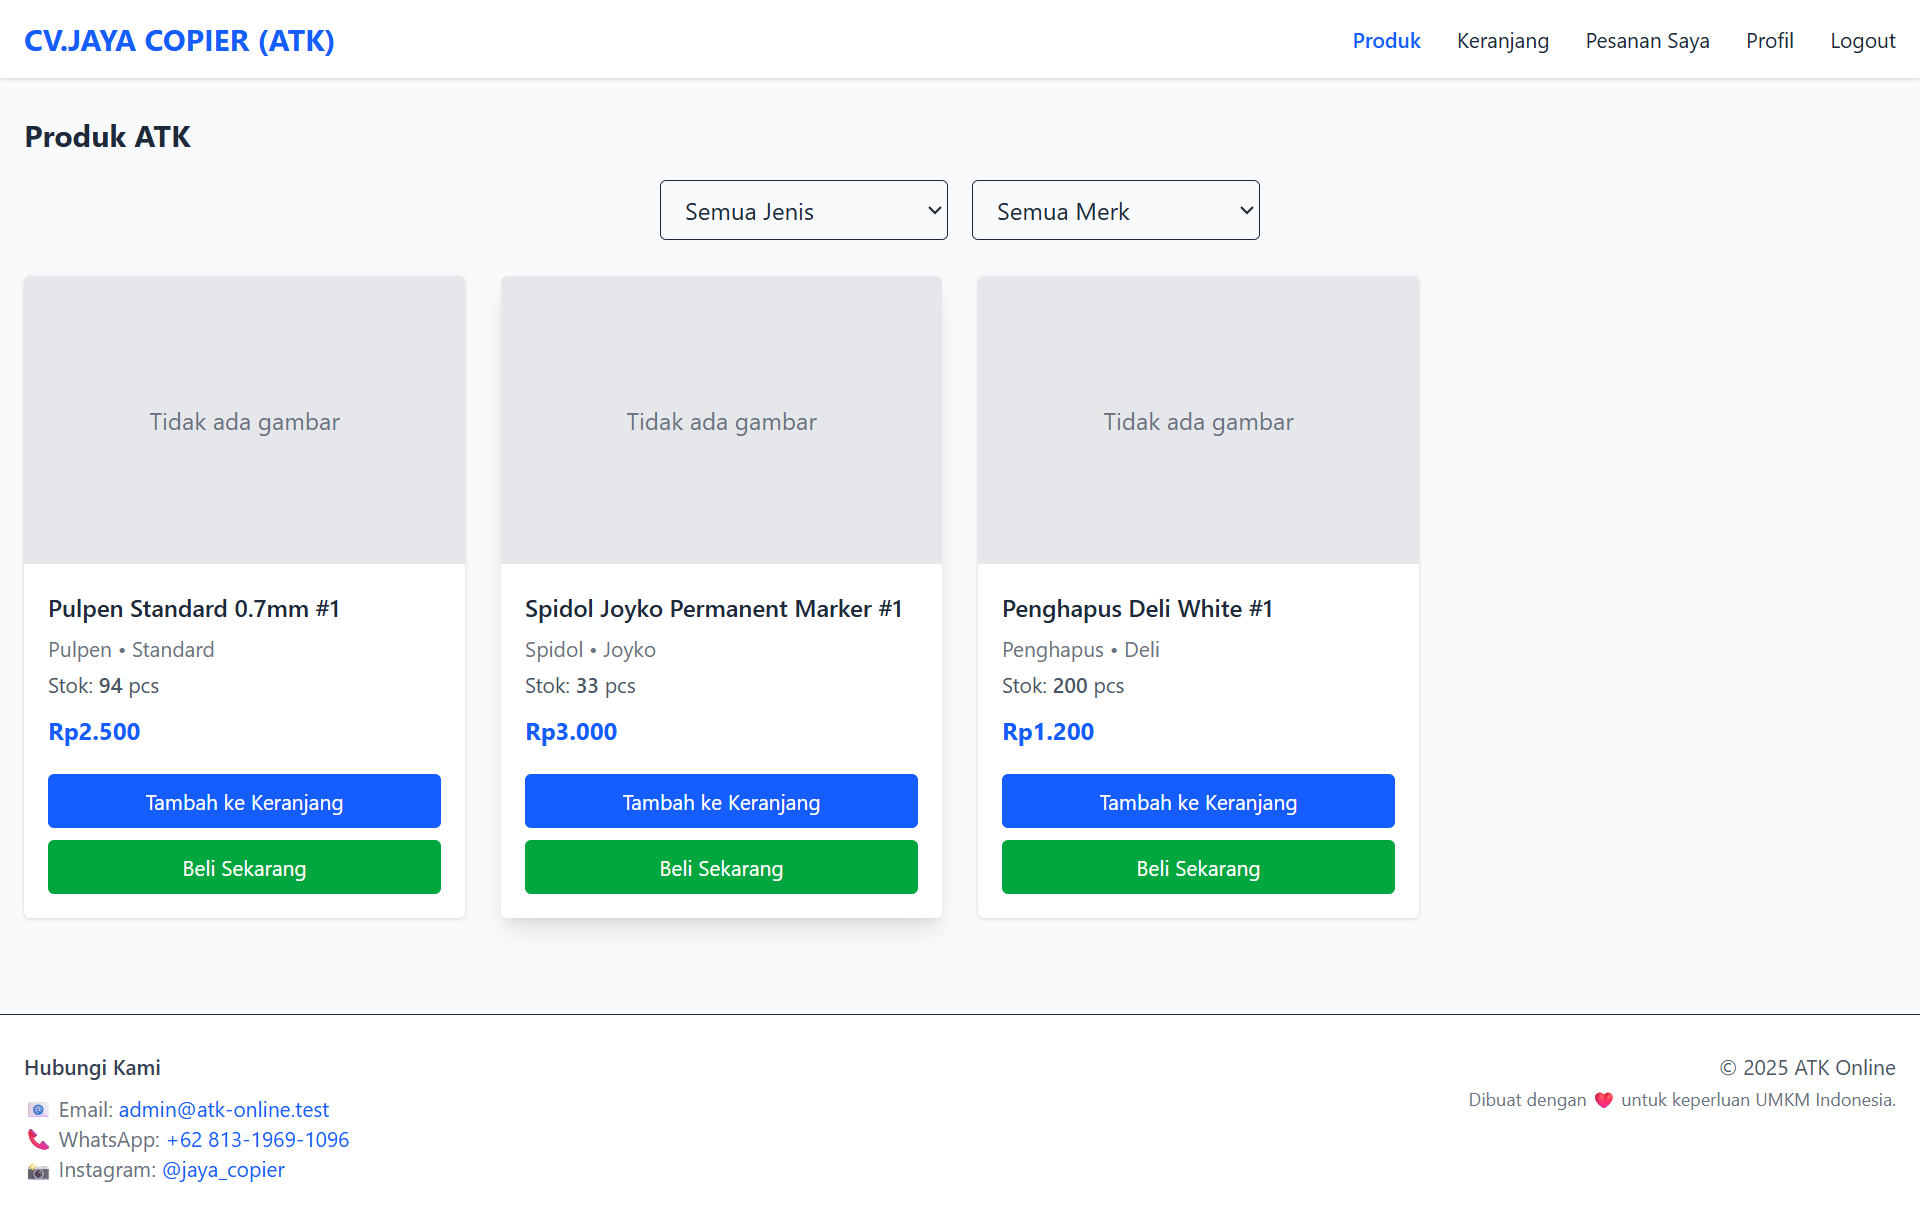 CV.JAYA COPIER (ATK)
Produk
Keranjang
Pesanan Saya
Profil
Logout
Produk ATK
Semua Jenis
Semua Merk
Tidak ada gambar
Pulpen Standard 0.7mm #1
Pulpen • Standard
Stok: 94 pcs
Rp2.500
Tambah ke Keranjang
Beli Sekarang
Tidak ada gambar
Spidol Joyko Permanent Marker #1
Spidol • Joyko
Stok: 33 pcs
Rp3.000
Tambah ke Keranjang
Beli Sekarang
Tidak ada gambar
Penghapus Deli White #1
Penghapus • Deli
Stok: 200 pcs
Rp1.200
Tambah ke Keranjang
Beli Sekarang
Hubungi Kami
📧 Email: admin@atk-online.test
📞 WhatsApp: +62 813-1969-1096
📷 Instagram: @jaya_copier
© 2025 ATK Online
Dibuat dengan ❤️ untuk keperluan UMKM Indonesia.